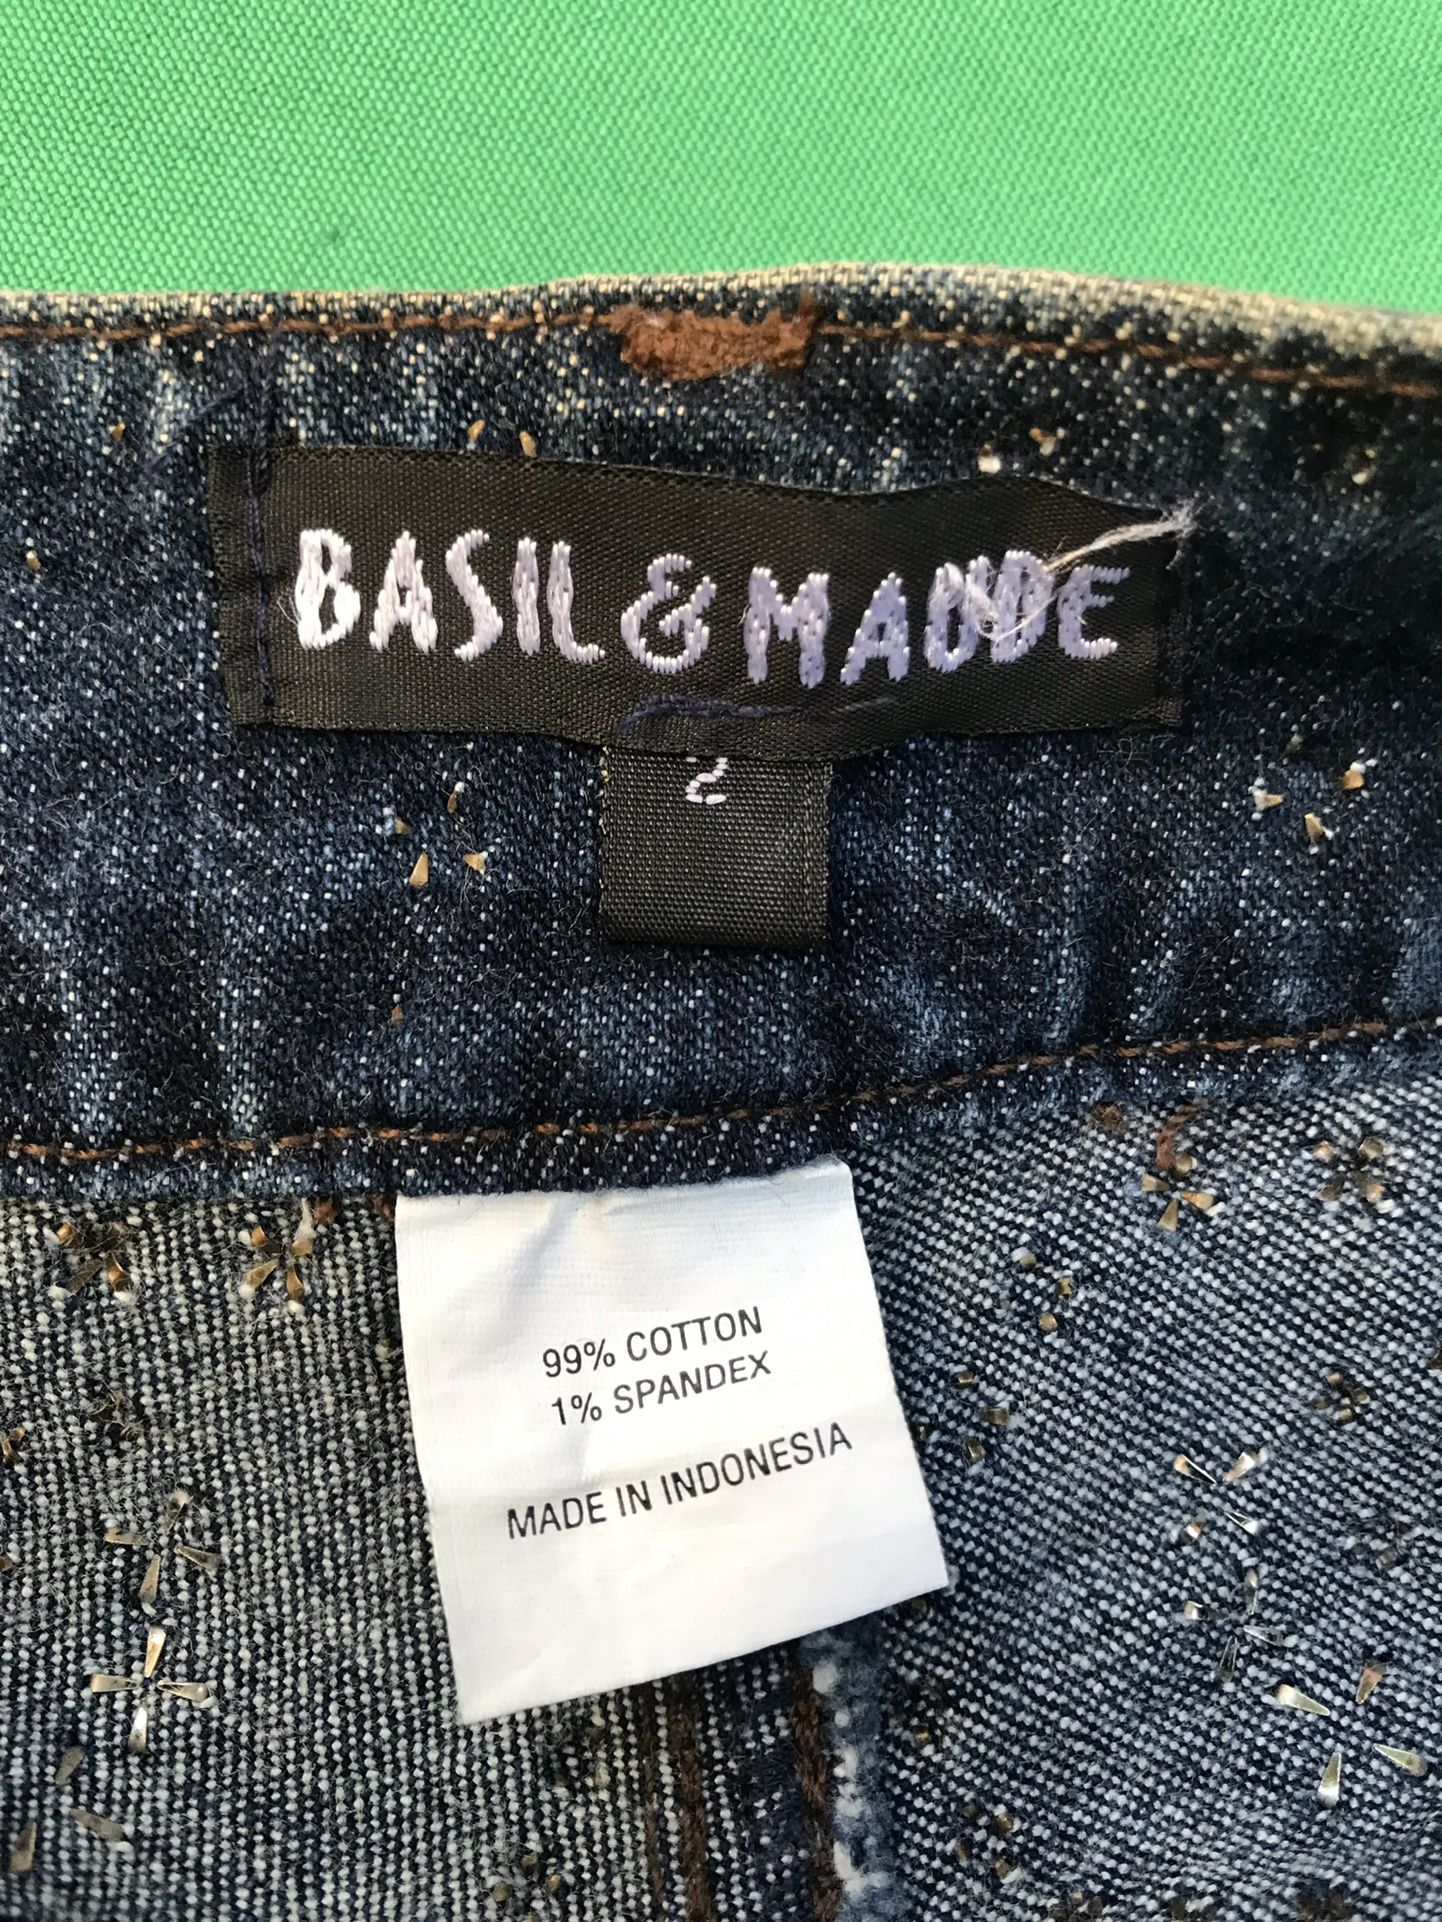 BASIL & MAUDE
2
99% COTTON
1% SPANDEX
MADE IN INDONESIA